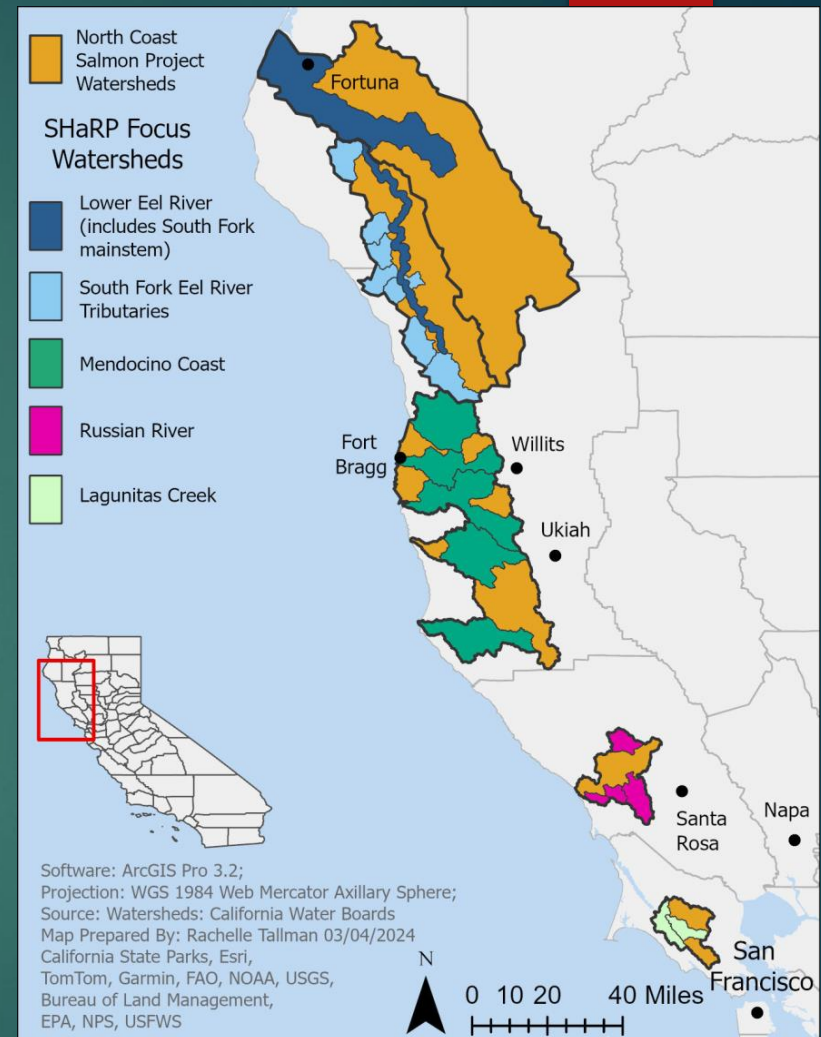 North Coast
Salmon Project
Watersheds
SHaRP Focus
Watersheds
Lower Eel River
(includes South Fork
mainstem)
South Fork Eel River
Tributaries
Mendocino Coast
Russian River
Lagunitas Creek
Fortuna
Fort
Bragg
Willits
Ukiah
Santa
Rosa
Napa
San
Francisco
Software: ArcGIS Pro 3.2;
Projection: WGS 1984 Web Mercator Axillary Sphere;
Source: Watersheds: California Water Boards
Map Prepared By: Rachelle Tallman 03/04/2024
California State Parks, Esri,
TomTom, Garmin, FAO, NOAA, USGS,
Bureau of Land Management,
EPA, NPS, USFWS
N
0 10 20 40 Miles